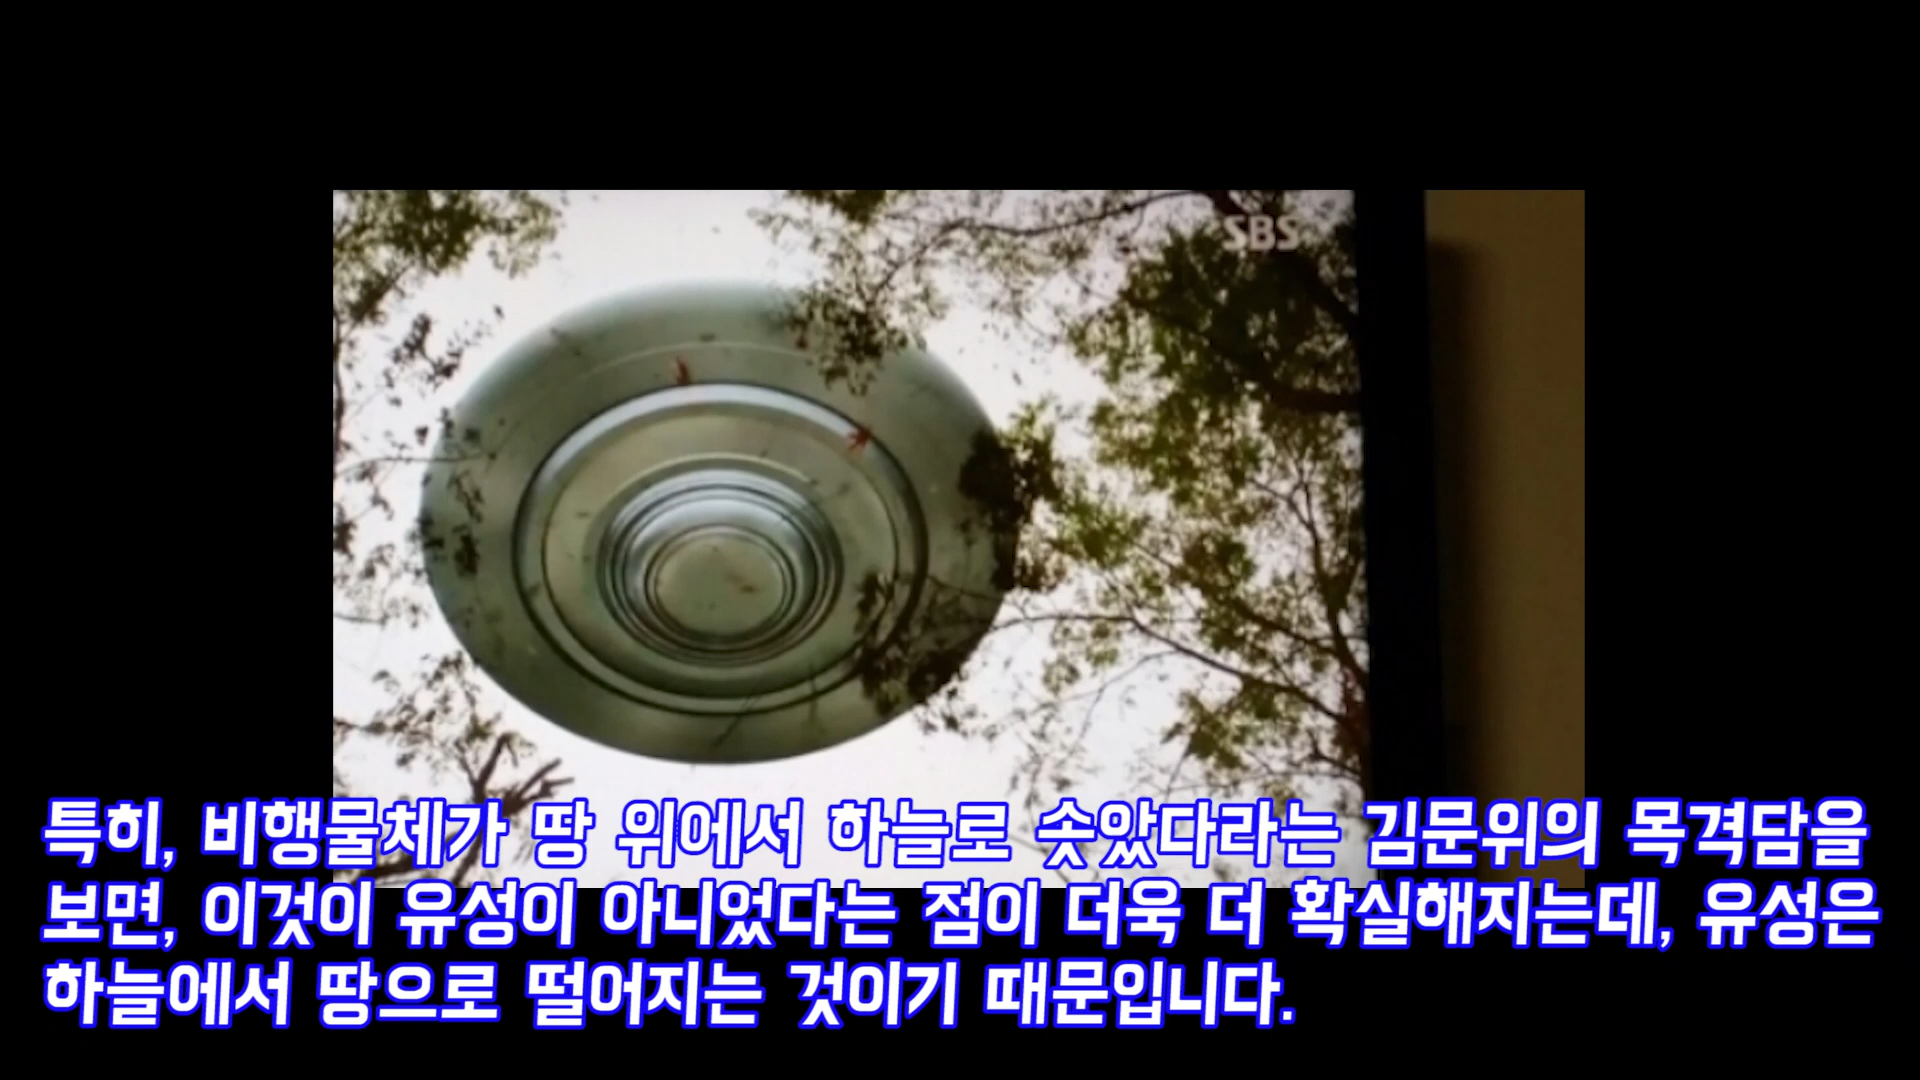 SBS
특히, 비행물체가 땅 위에서 하늘로 솟았다라는 김문위의 목격담을
보면, 이것이 유성이 아니었다는 점이 더욱 더 확실해지는데, 유성은
하늘에서 땅으로 떨어지는 것이기 때문입니다.